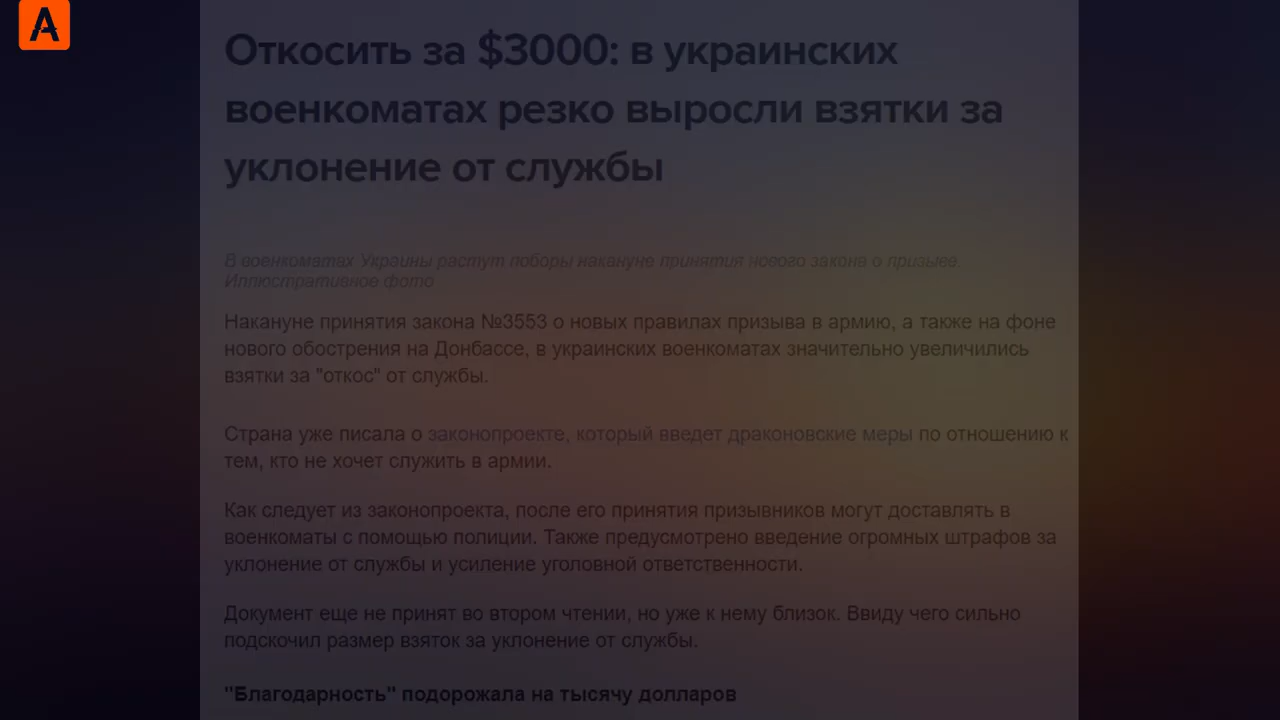 A
Откосить за $3000: в украинских
военкоматах резко выросли взятки за
уклонение от службы
В военкоматах Украины растут поборы накануне принятия нового закона о призыве.
Иллюстративное фото
Накануне принятия закона №3553 о новых правилах призыва в армию, а также на фоне
нового обострения на Донбассе, в украинских военкоматах значительно увеличились
взятки за "откос" от службы.
Страна уже писала о законопроекте, который введет драконовские меры по отношению к
тем, кто не хочет служить в армии.
Как следует из законопроекта, после его принятия призывников могут доставлять в
военкоматы с помощью полиции. Также предусмотрено введение огромных штрафов за
уклонение от службы и усиление уголовной ответственности.
Документ еще не принят во втором чтении, но уже к нему близок. Ввиду чего сильно
подскочил размер взяток за уклонение от службы.
"Благодарность" подорожала на тысячу долларов